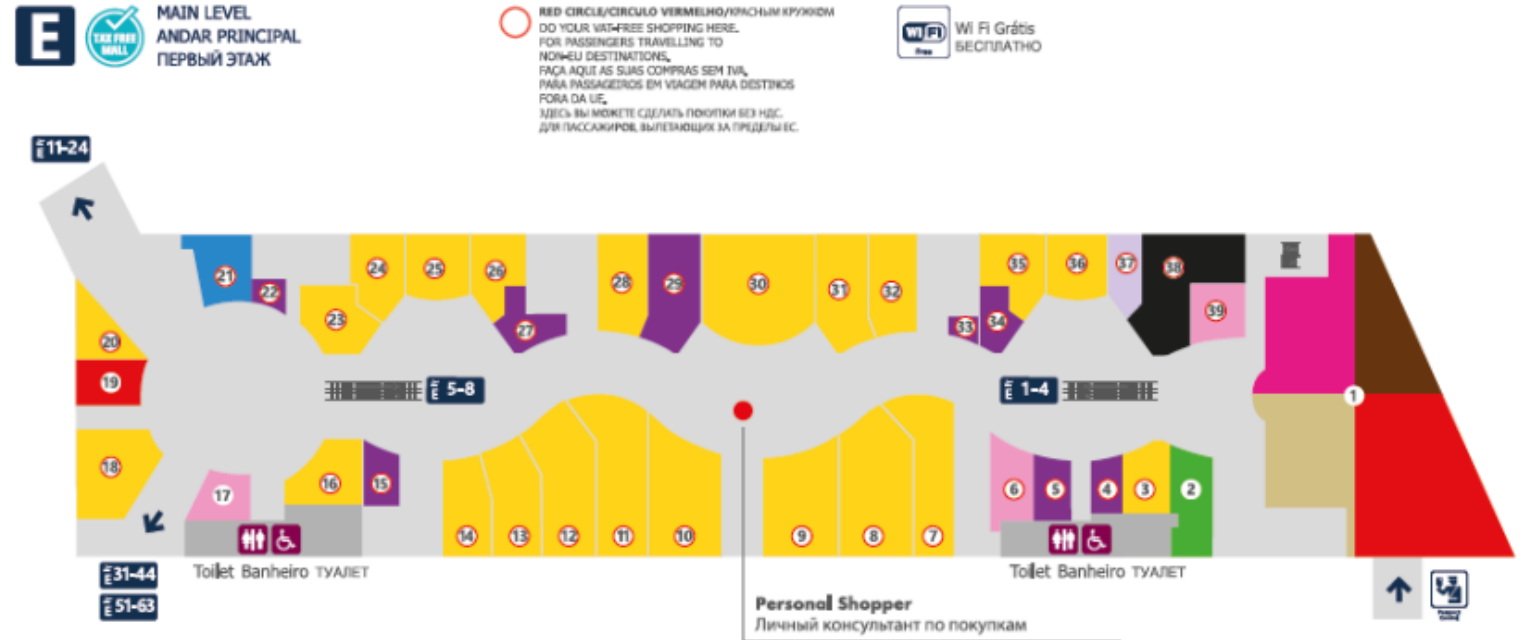 E
TAX FREE
MALL
MAIN LEVEL
ANDAR PRINCIPAL
ПЕРВЫЙ ЭТАЖ
RED CIRCLE/CIRCULO VERMELHO/КРАСНЫМ КРУЖКОМ
DO YOUR VAT-FREE SHOPPING HERE.
FOR PASSENGERS TRAVELLING TO
NON-EU DESTINATIONS.
FAÇA AQUI AS SUAS COMPRAS SEM IVA.
PARA PASSAGEIROS EM VIAGEM PARA DESTINOS
FORA DA UE.
ЗДЕСЬ ВЫ МОЖЕТЕ СДЕЛАТЬ ПОКУПКИ БЕЗ НДС.
ДЛЯ ПАССАЖИРОВ, ВЫЛЕТАЮЩИХ ЗА ПРЕДЕЛЫ ЕС.
Wi Fi
Free
Wi Fi Grátis
БЕСПЛАТНО
E 11-24
21
22
23
24
25
26
27
28
29
30
31
32
33
34
35
36
37
38
39
20
19
18
E 5-8
E 1-4
1
17
16
15
14
13
12
11
10
9
8
7
6
5
4
3
2
E 31-44
E 51-63
Toilet Banheiro ТУАЛЕТ
Toilet Banheiro ТУАЛЕТ
Personal Shopper
Личный консультант по покупкам